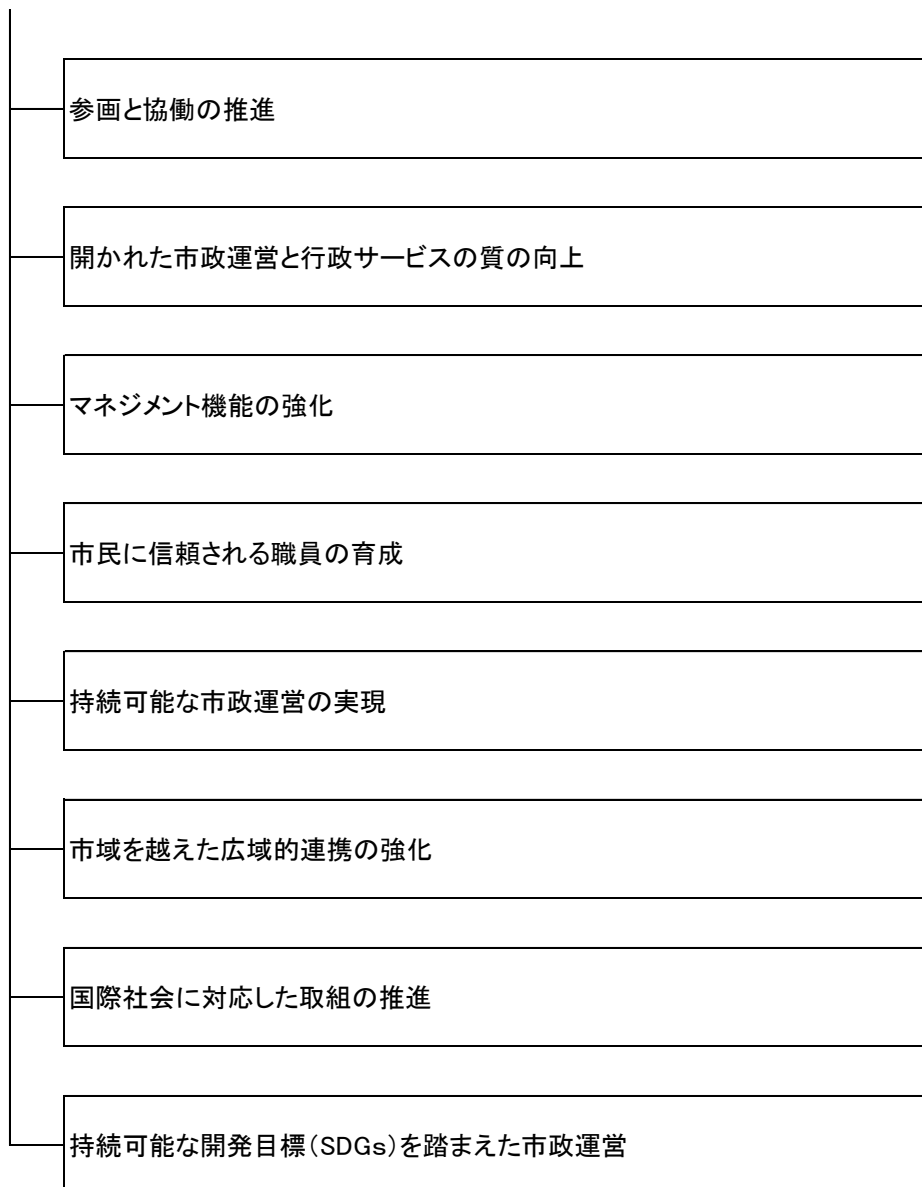 参画と協働の推進
開かれた市政運営と行政サービスの質の向上
マネジメント機能の強化
市民に信頼される職員の育成
持続可能な市政運営の実現
市域を越えた広域的連携の強化
国際社会に対応した取組の推進
持続可能な開発目標（SDGs）を踏まえた市政運営